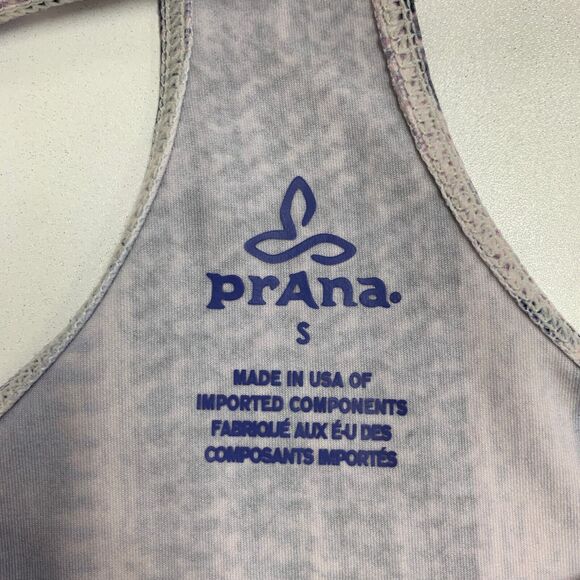 prAna.
S
MADE IN USA OF
IMPORTED COMPONENTS
FABRIQUÉ AUX É-U DES
COMPOSANTS IMPORTÉS